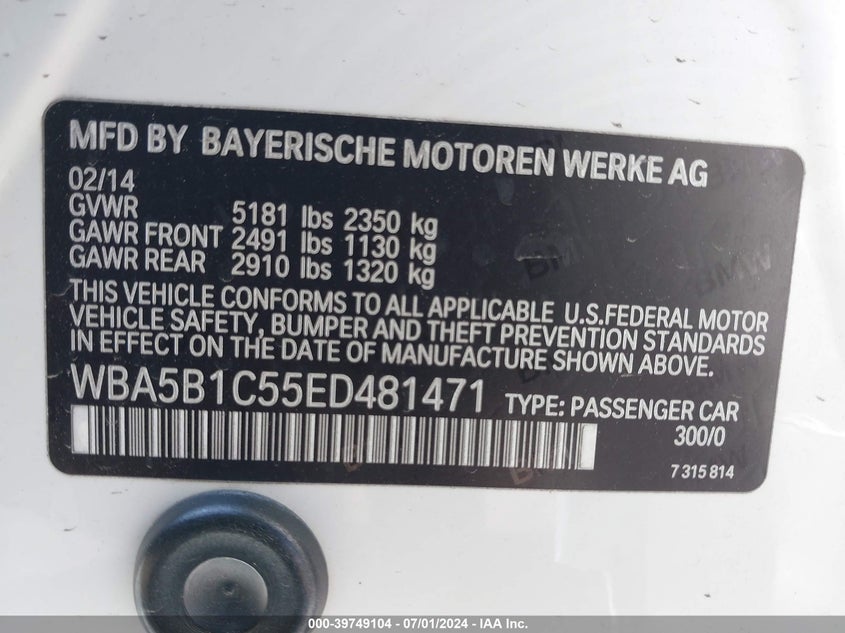 MFD BY BAYERISCHE MOTOREN WERKE AG
02/14
GVWR 5181 lbs 2350 kg
GAWR FRONT 2491 lbs 1130 kg
GAWR REAR 2910 lbs 1320 kg
THIS VEHICLE CONFORMS TO ALL APPLICABLE U.S.FEDERAL MOTOR
VEHICLE SAFETY, BUMPER AND THEFT PREVENTION STANDARDS
IN EFFECT ON THE DATE OF MANUFACTURE SHOWN ABOVE.
WBA5B1C55ED481471 TYPE: PASSENGER CAR
300/0
7 315 814
000-39749104 - 07/01/2024 - IAA Inc.